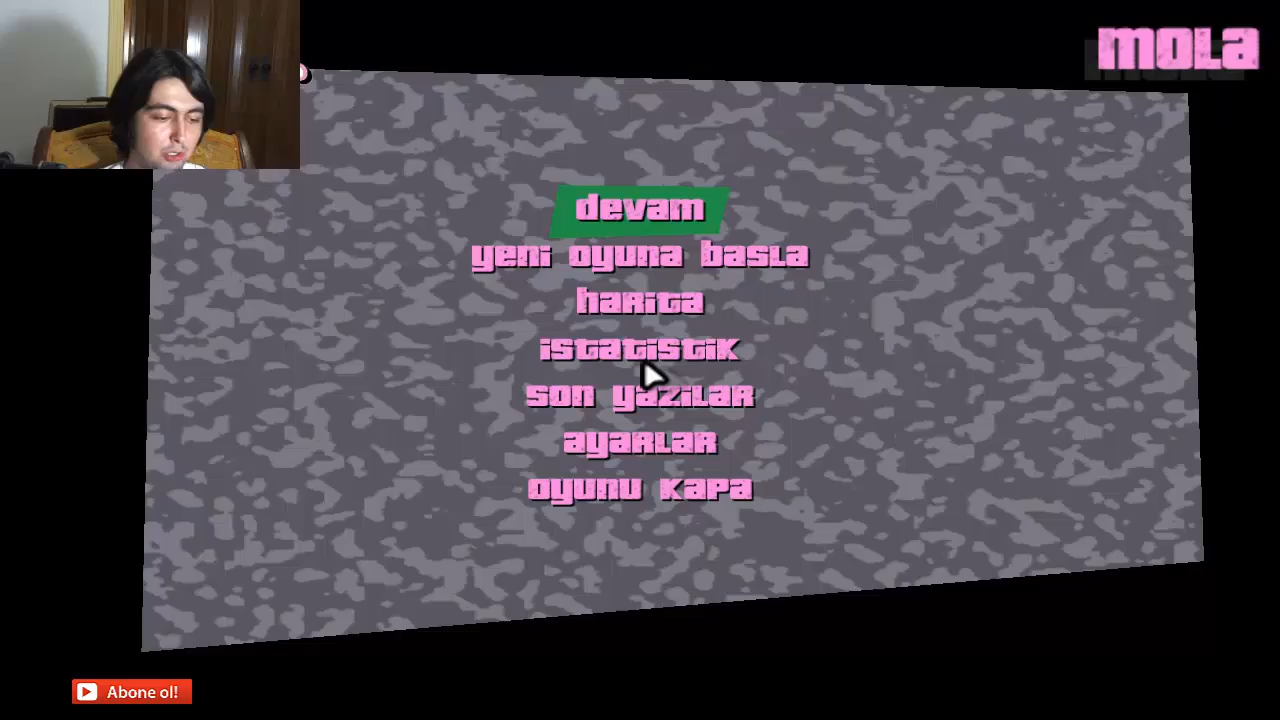 mola
devam
yeni oyuna basla
harita
istatistik
son yazilar
ayarlar
oyunu kapa
Abone ol!